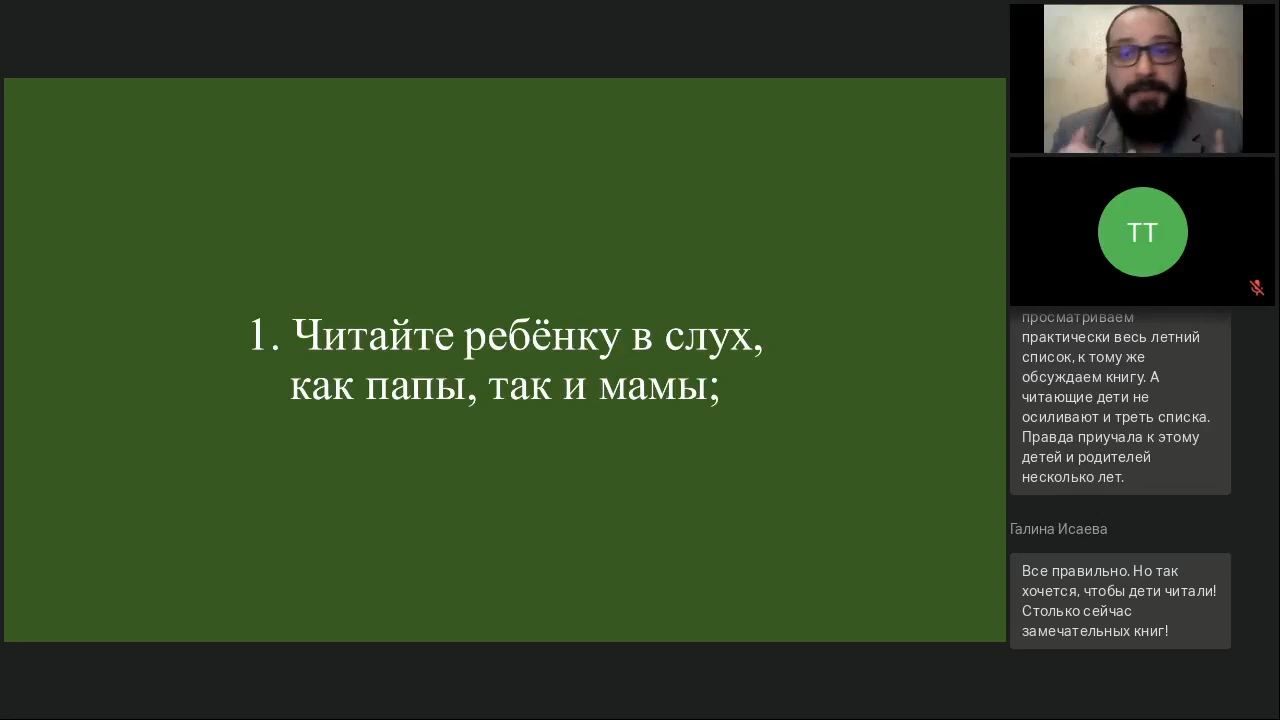 1. Читайте ребёнку в слух,
как папы, так и мамы;
ТТ
просматриваем
практически весь летний
список, к тому же
обсуждаем книгу. А
читающие дети не
осиливают и треть списка.
Правда приучала к этому
детей и родителей
несколько лет.
Галина Исаева
Все правильно. Но так
хочется, чтобы дети читали!
Столько сейчас
замечательных книг!